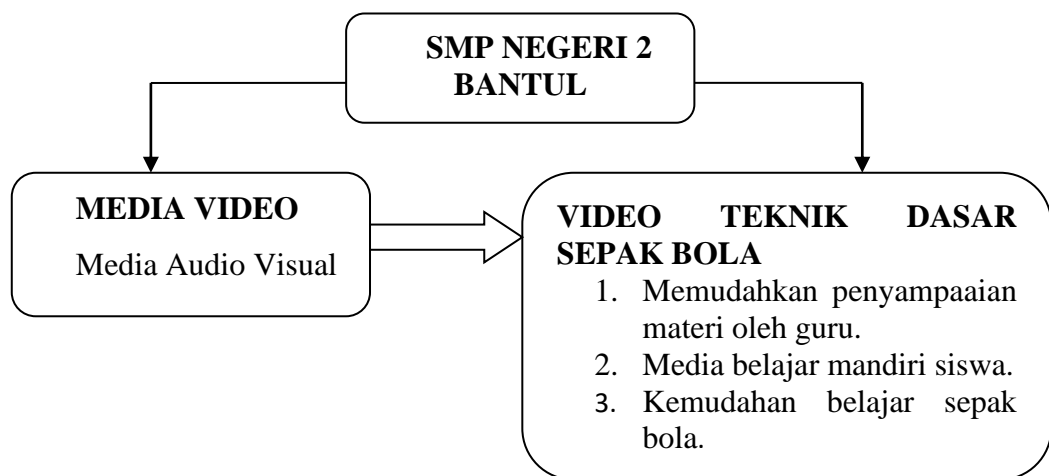 SMP NEGERI 2
BANTUL
MEDIA VIDEO
Media Audio Visual
VIDEO TEKNIK DASAR
SEPAK BOLA
1. Memudahkan penyampaaian
materi oleh guru.
2. Media belajar mandiri siswa.
3. Kemudahan belajar sepak
bola.